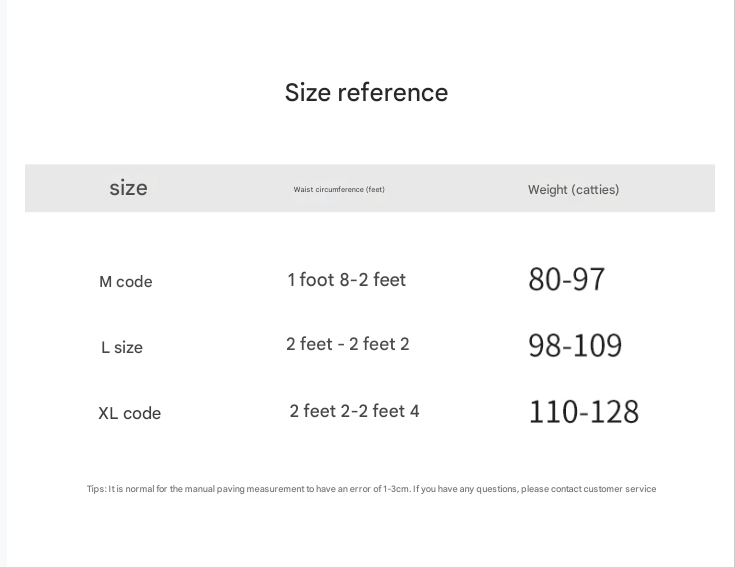 Size reference
size Waist circumference (feet) Weight (catties)
M code 1 foot 8-2 feet 80-97
L size 2 feet - 2 feet 2 98-109
XL code 2 feet 2-2 feet 4 110-128
Tips: It is normal for the manual paving measurement to have an error of 1-3cm. If you have any questions, please contact customer service